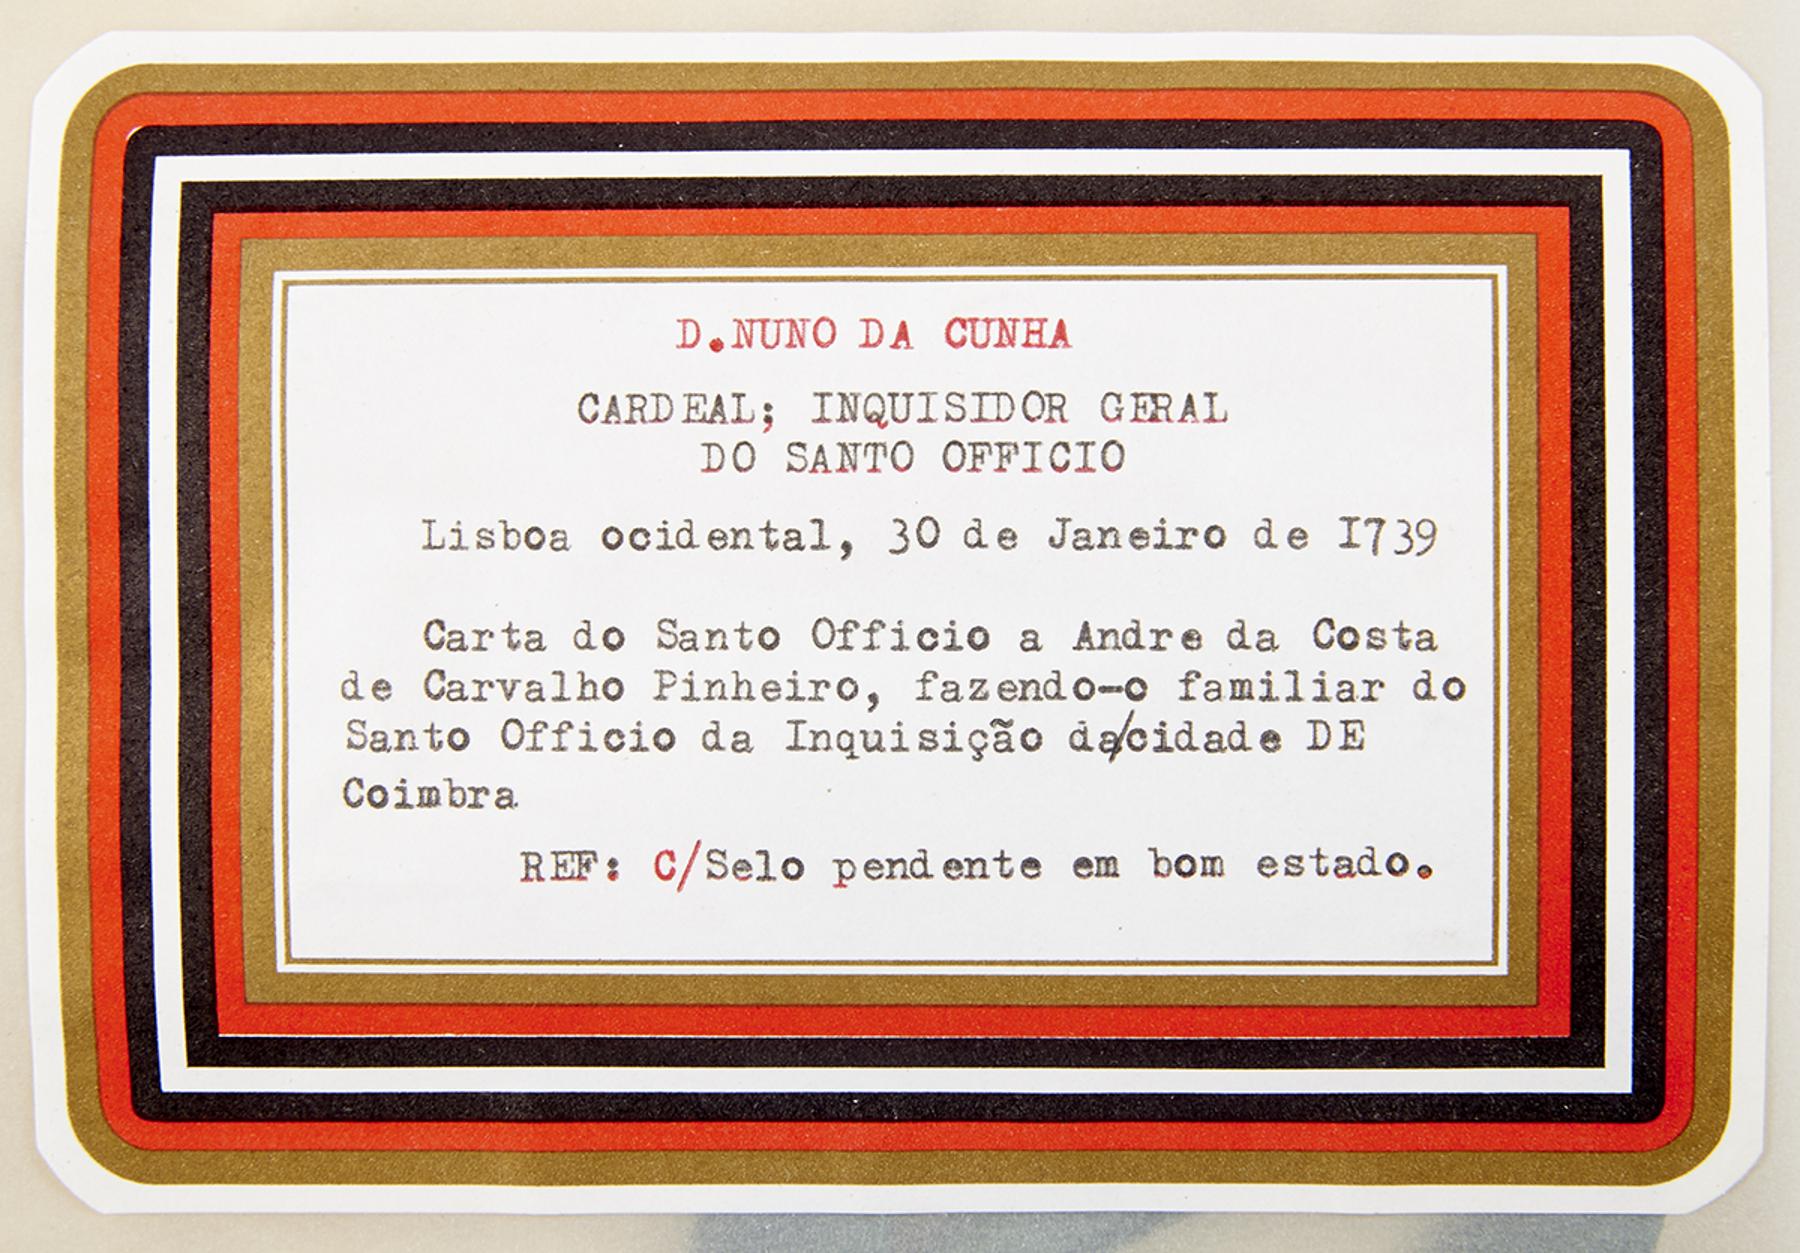 D.NUNO DA CUNHA
CARDEAL; INQUISIDOR GERAL
DO SANTO OFFICIO
Lisboa ocidental, 30 de Janeiro de I739
Carta do Santo Officio a Andre da Costa
de Carvalho Pinheiro, fazendo-o familiar do
Santo Officio da Inquisição da/cidade DE
Coimbra
REF: C/Selo pendente em bom estado.